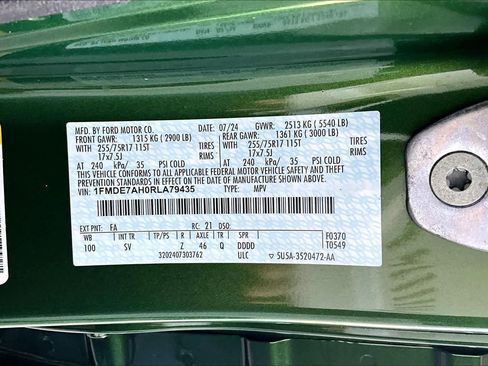 MFD. BY FORD MOTOR CO. 07/24 GVWR: 2513 KG ( 5540 LB)
FRONT GAWR: 1315 KG ( 2900 LB) REAR GAWR: 1361 KG ( 3000 LB)
WITH 255/75R17 115T WITH 255/75R17 115T
TIRES 17x7.5J TIRES 17x7.5J
RIMS RIMS
AT 240 kPa/ 35 PSI COLD AT 240 kPa/ 35 PSI COLD
THIS VEHICLE CONFORMS TO ALL APPLICABLE FEDERAL MOTOR VEHICLE SAFETY
AND THEFT PREVENTION STANDARDS IN EFFECT ON THE DATE OF MANUFACTURE SHOWN ABOVE.
VIN: 1FMDE7AH0RLA79435 TYPE: MPV
EXT PNT: FA RC: 21 DSO:
WB INT TR TP/PS R TR SPR F0370
100 SV Z 46 Q DDDD T0549
3202407303762 ULC ▽ 5U5A-3520472-AA